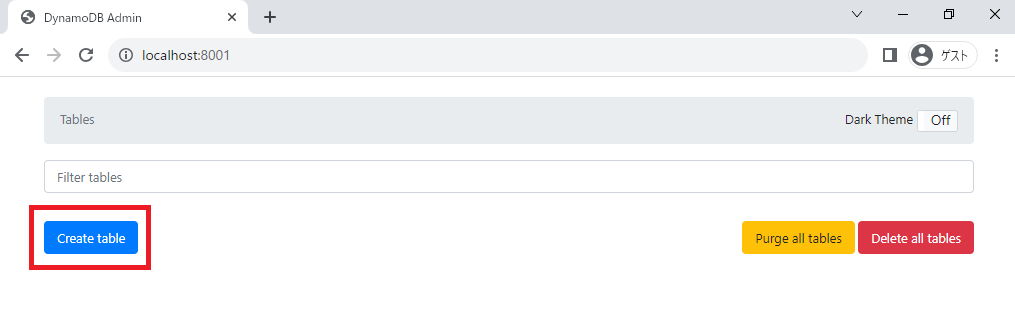 DynamoDB Admin
localhost:8001
ゲスト
Tables
Dark Theme Off
Filter tables
Create table
Purge all tables
Delete all tables